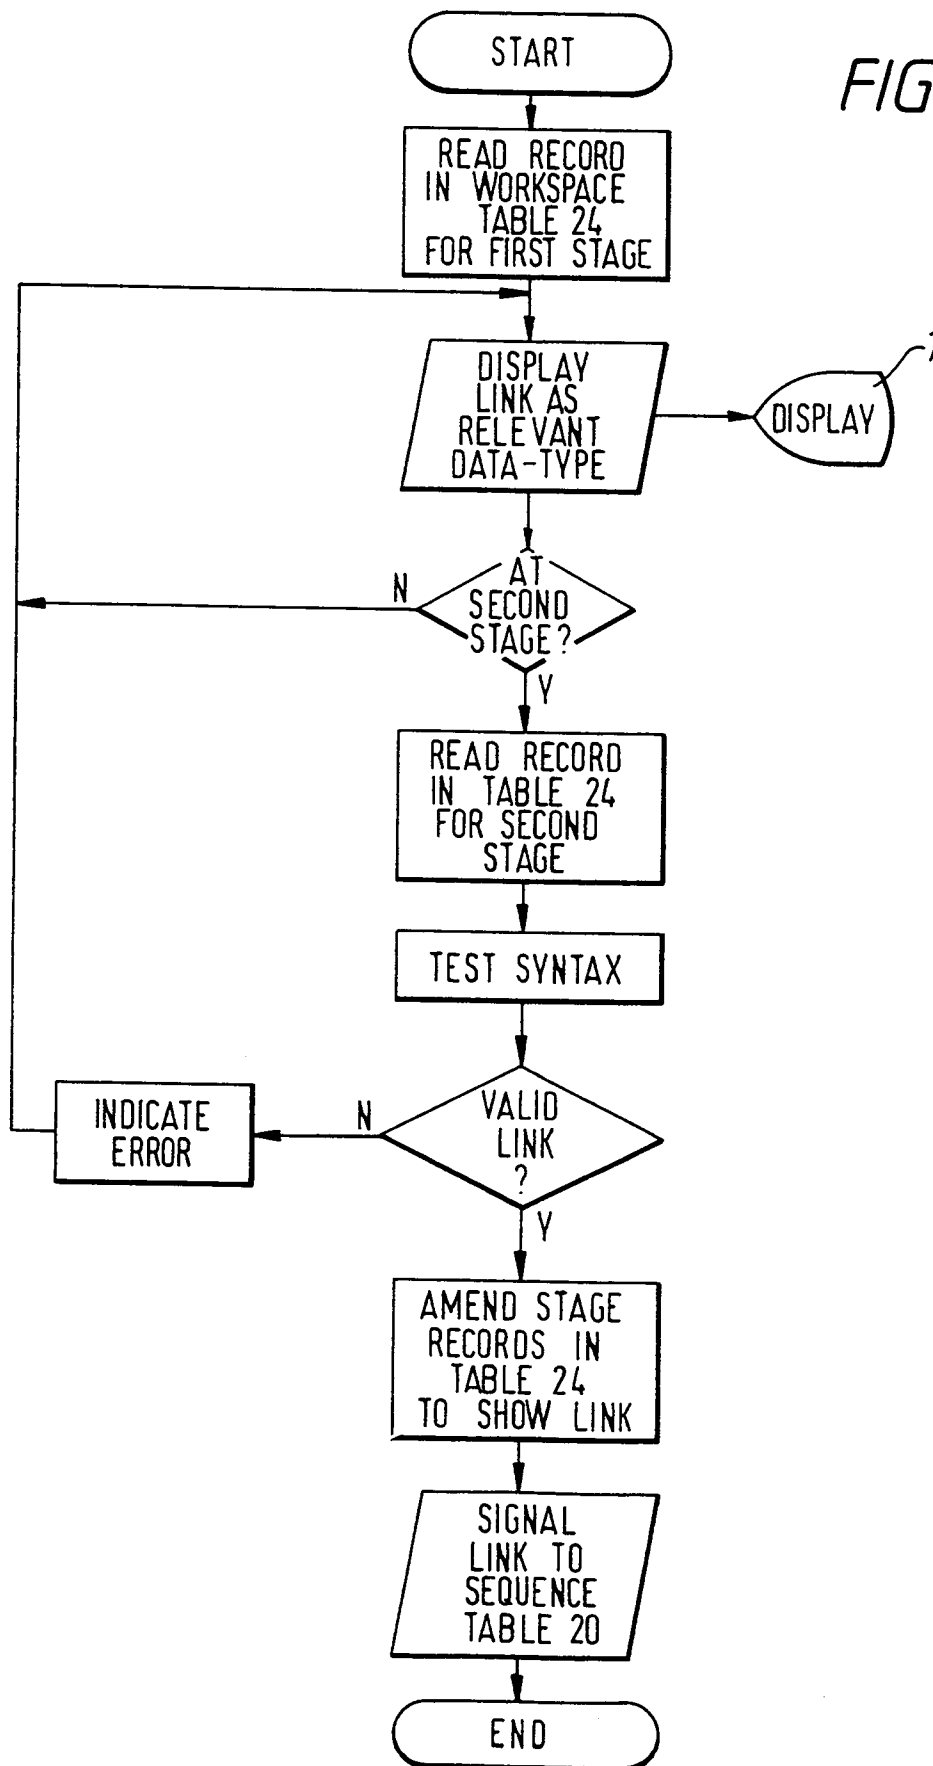 START
FIG
READ RECORD
IN WORKSPACE
TABLE 24
FOR FIRST STAGE
DISPLAY
LINK AS
RELEVANT
DATA-TYPE
DISPLAY
N
AT
SECOND
STAGE?
Y
READ RECORD
IN TABLE 24
FOR SECOND
STAGE
TEST SYNTAX
INDICATE
ERROR
N
VALID
LINK
?
Y
AMEND STAGE
RECORDS IN
TABLE 24
TO SHOW LINK
SIGNAL
LINK TO
SEQUENCE
TABLE 20
END